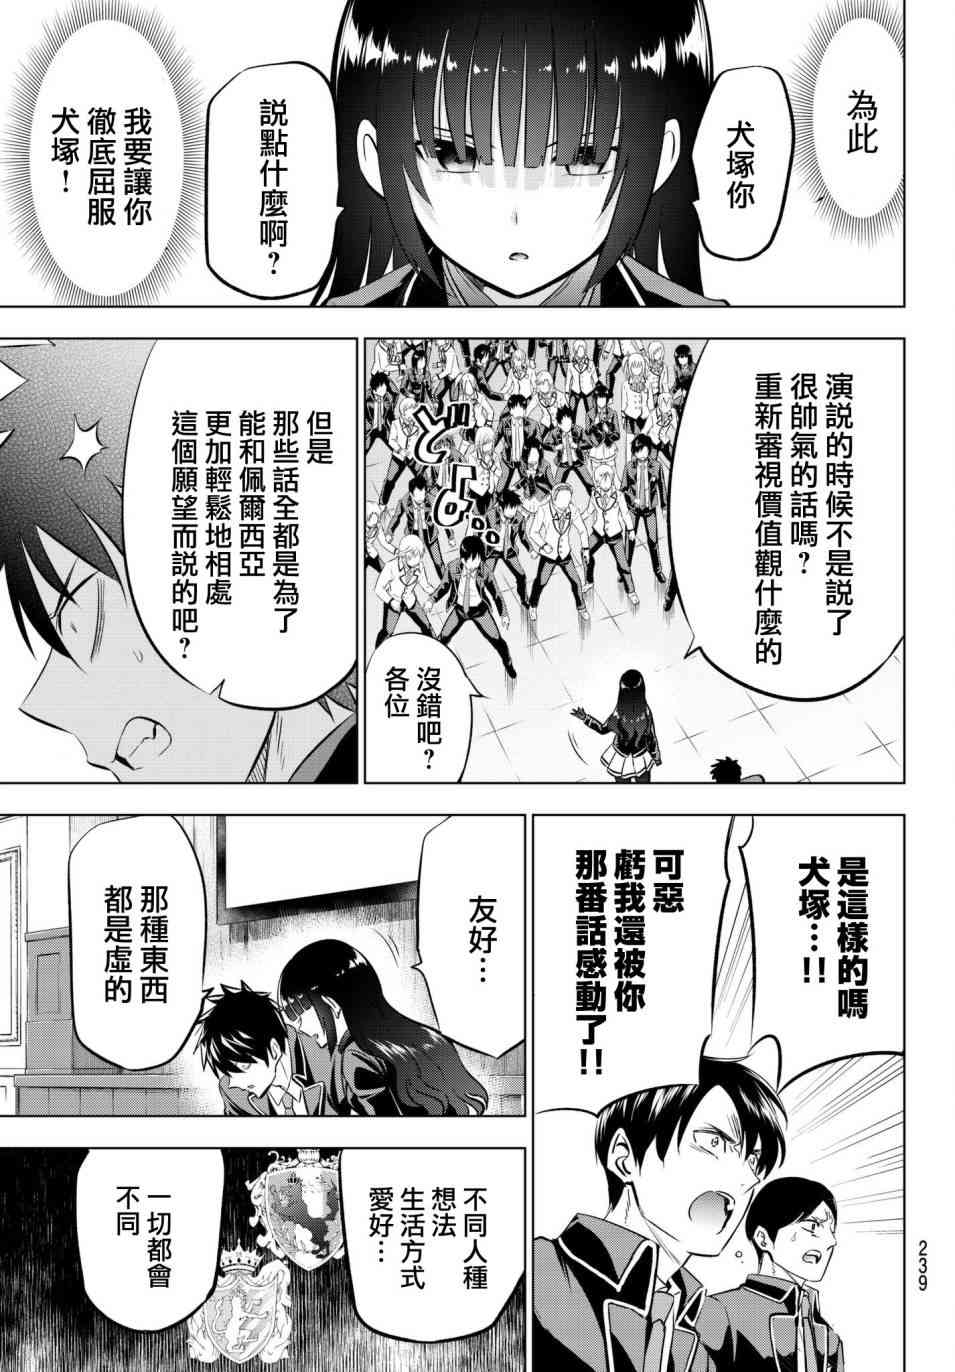 為此
犬塚你
說點什麼啊?
我要讓你
徹底屈服
犬塚!
演說的時候不是說了
很帥氣的話嗎?
重新審視價值觀什麼的
ど
よ
沒錯吧?
各位
但是
那些話全都是為了
能和佩爾西亞
更加輕鬆地相處
這個願望而說的吧?
是這樣的嗎
犬塚…!!
可惡
虧我還被你
那番話感動了!!
友好…
那種東西
都是虛的
不同人種
想法
生活方式
愛好…
一切都會
不同
239